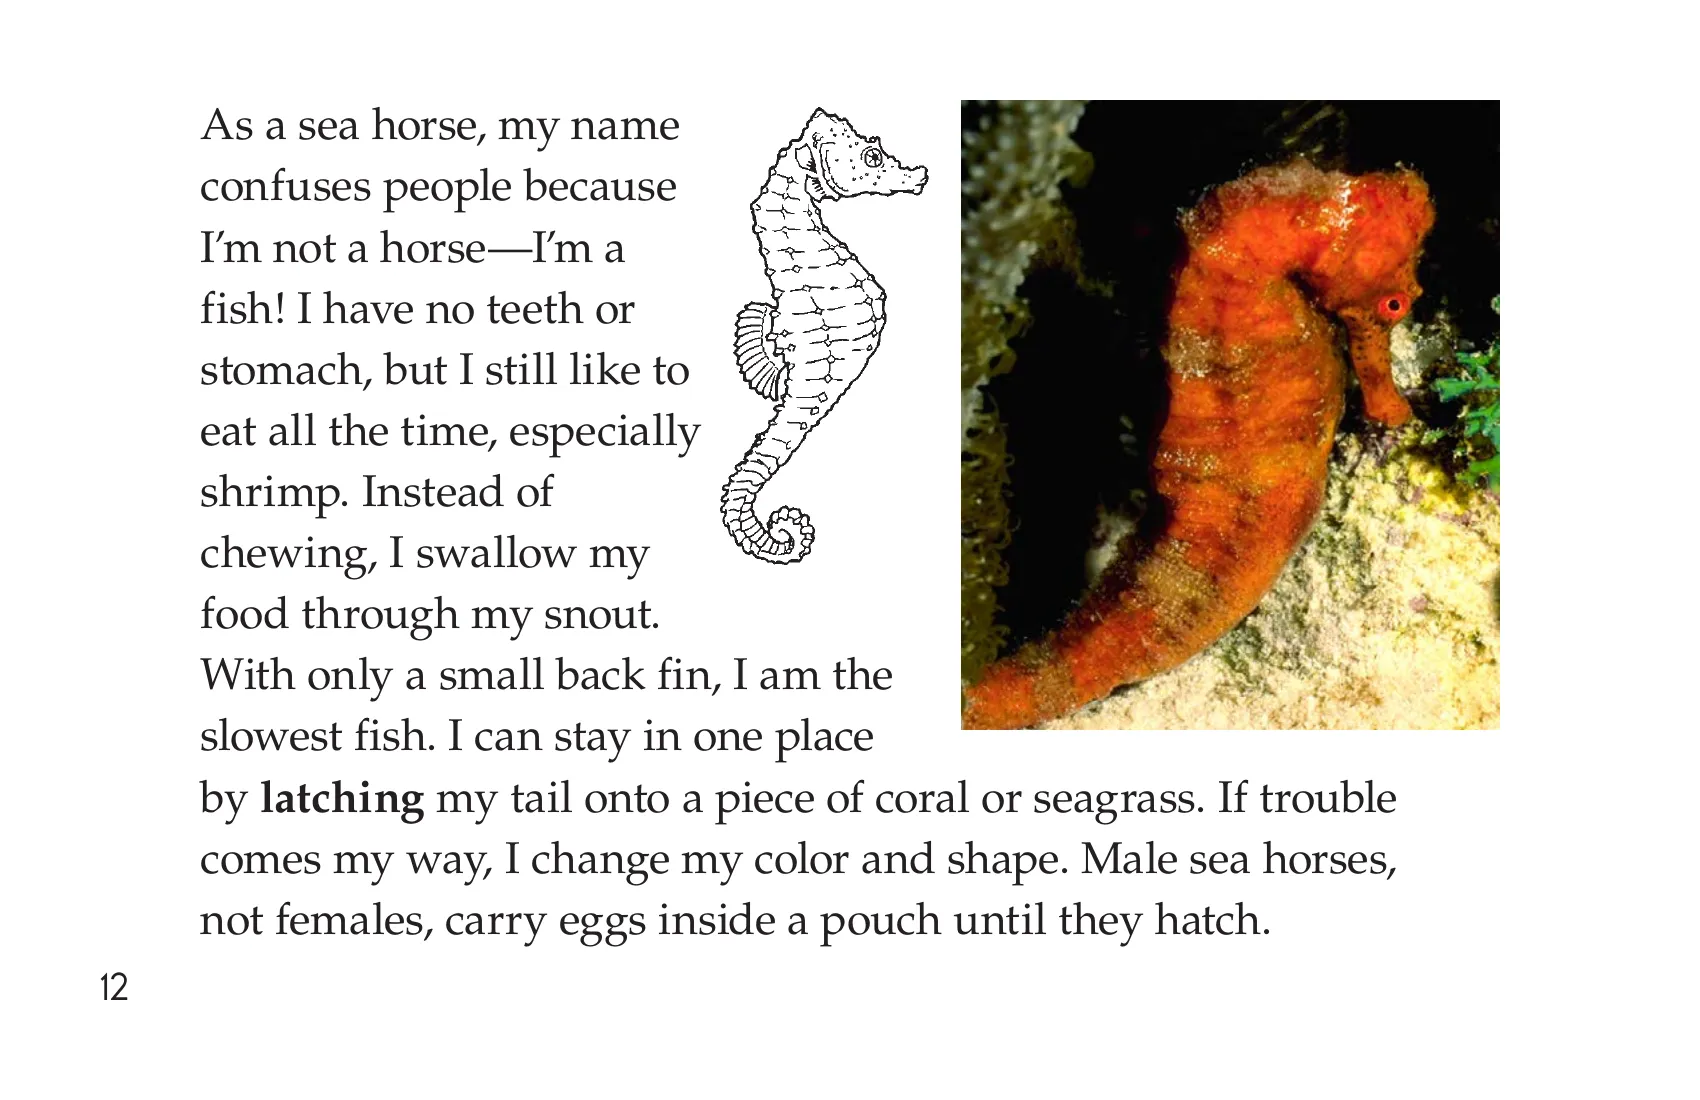 As a sea horse, my name
confuses people because
I’m not a horse—I’m a
fish! I have no teeth or
stomach, but I still like to
eat all the time, especially
shrimp. Instead of
chewing, I swallow my
food through my snout.
With only a small back fin, I am the
slowest fish. I can stay in one place
by latching my tail onto a piece of coral or seagrass. If trouble
comes my way, I change my color and shape. Male sea horses,
not females, carry eggs inside a pouch until they hatch.
12